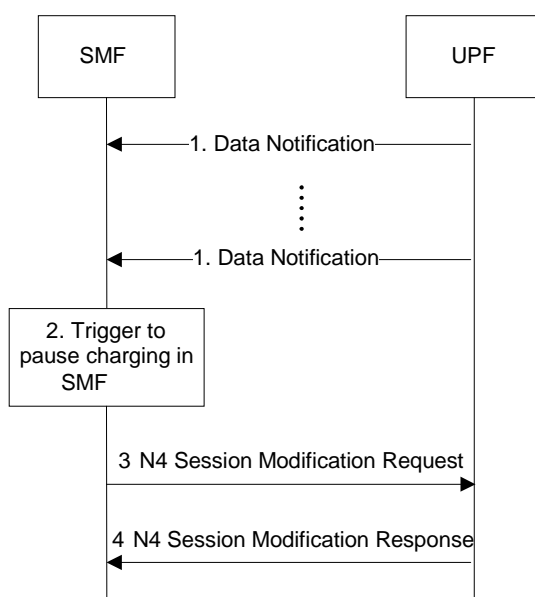 SMF
UPF
1. Data Notification
1. Data Notification
2. Trigger to
pause charging in
SMF
3 N4 Session Modification Request
4 N4 Session Modification Response